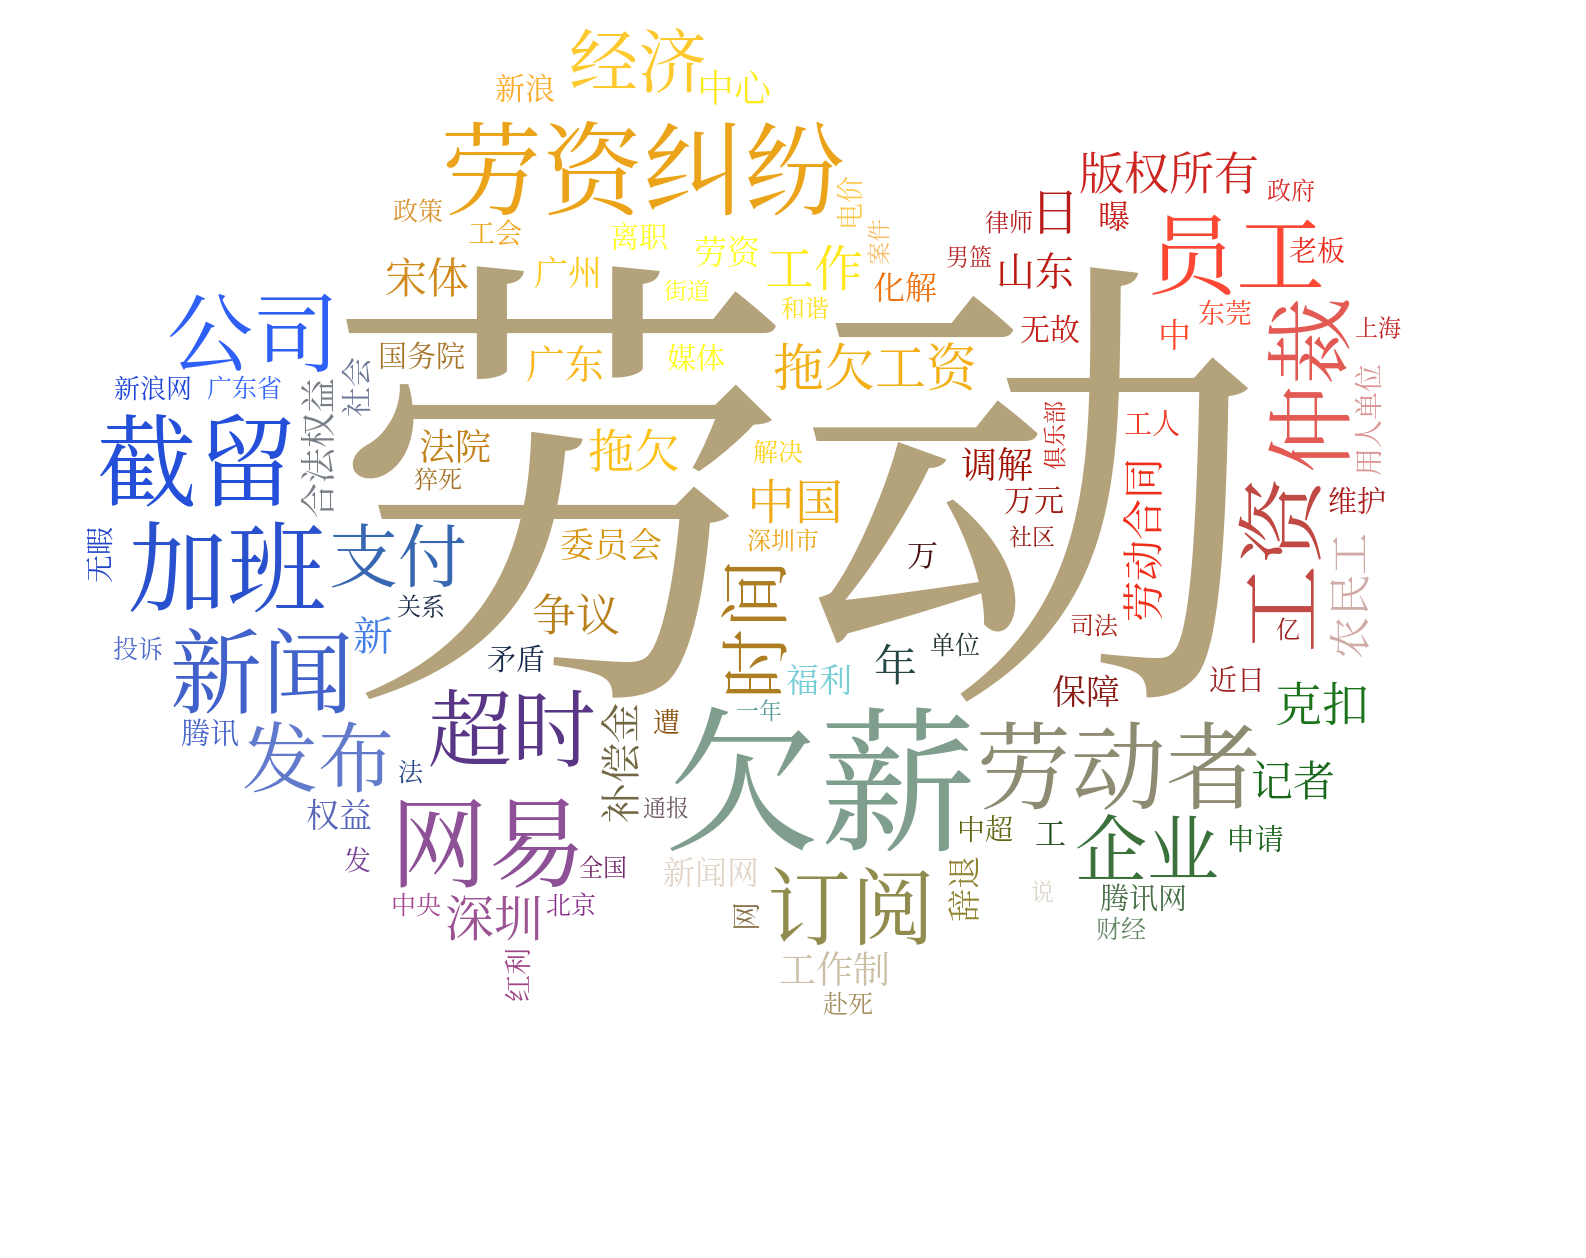 经济
新浪
中心
劳资纠纷
版权所有
政府
电价
政策
日
曝
律师
工会
离职
劳资
案件
员工
老板
工作
男篮
山东
宋体
广州
化解
街道
和谐
东莞
劳动
公司
无故
中
仲裁
上海
国务院
广东
媒体
拖欠工资
新浪网
广东省
社会
合法权益
用人单位
截留
俱乐部
工人
法院
拖欠
解决
调解
猝死
劳动合同
中国
万元
工资
维护
无暇
加班
支付
委员会
深圳市
万
社区
农民工
关系
争议
时间
司法
亿
投诉
新闻
新
矛盾
福利
年
单位
近日
保障
克扣
腾讯
发布
超时
补偿金
遭
一年
欠薪
劳动者
记者
法
权益
网易
通报
中超
工
企业
申请
发
全国
新闻网
订阅
辞退
说
腾讯网
中央
深圳
北京
网
财经
红利
工作制
赴死